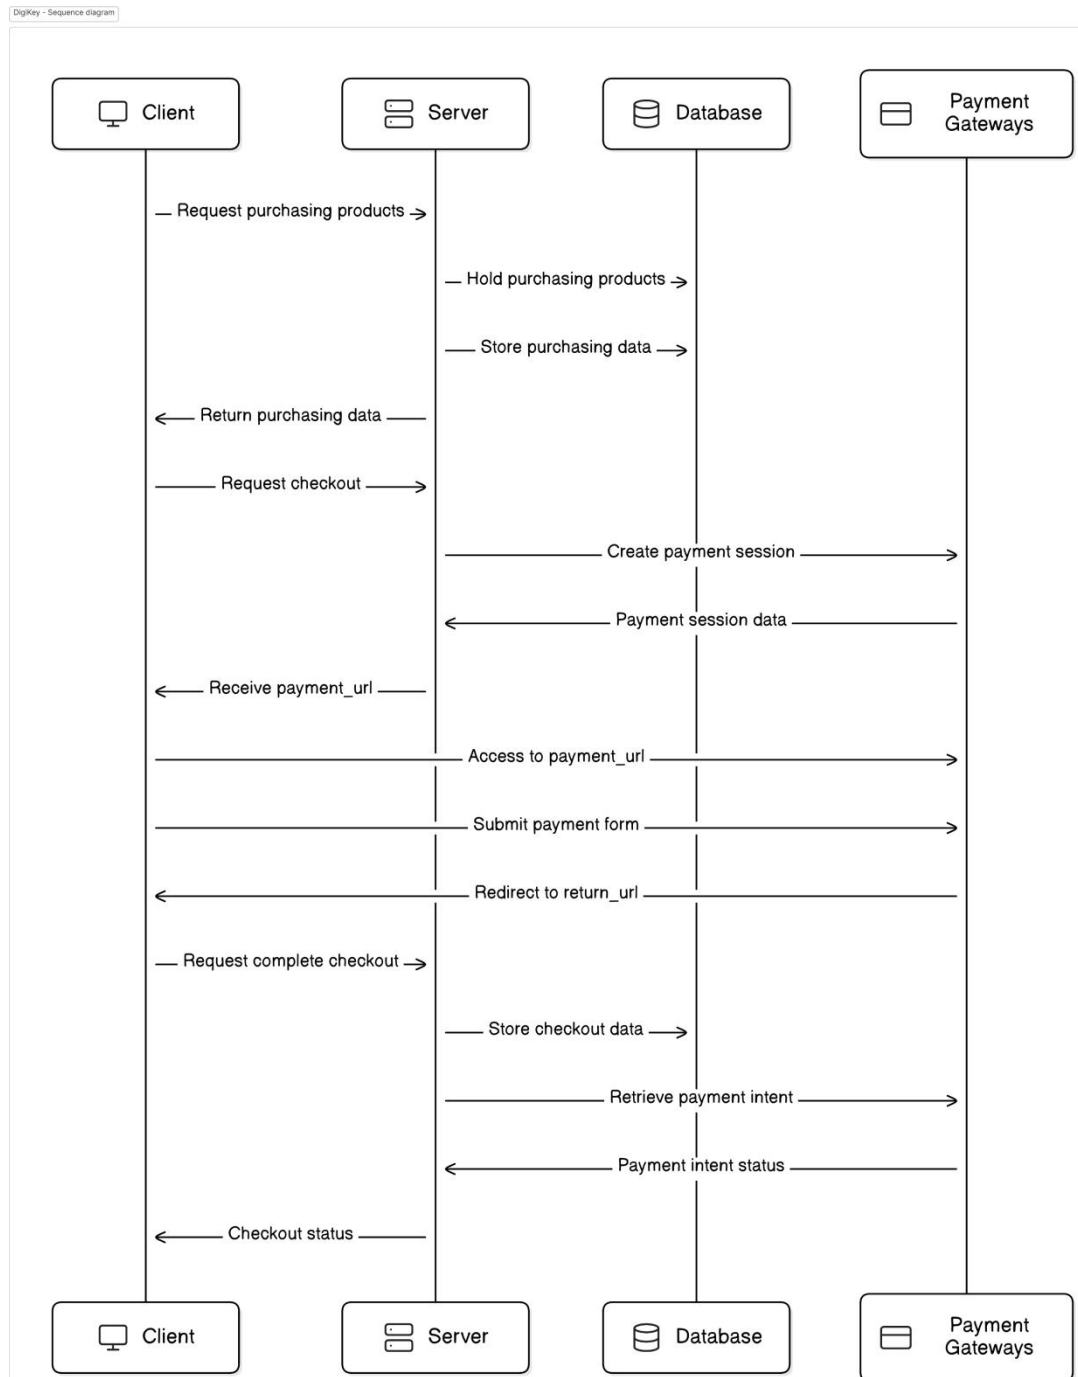 DigiKey - Sequence diagram
Client
Server
Database
Payment
Gateways
Request purchasing products
Hold purchasing products
Store purchasing data
Return purchasing data
Request checkout
Create payment session
Payment session data
Receive payment_url
Access to payment_url
Submit payment form
Redirect to return_url
Request complete checkout
Store checkout data
Retrieve payment intent
Payment intent status
Checkout status
Client
Server
Database
Payment
Gateways